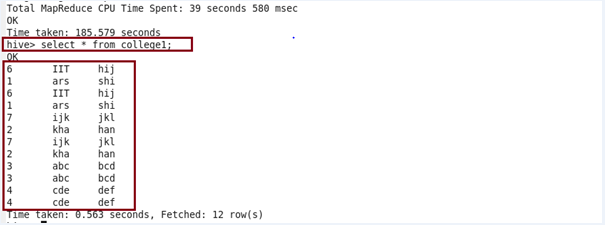 Total MapReduce CPU Time Spent: 39 seconds 580 msec
OK
Time taken: 185.579 seconds
hive> select * from college1;
OK
6 IIT hij
1 ars shi
6 IIT hij
1 ars shi
7 ijk jkl
2 kha han
7 ijk jkl
2 kha han
3 abc bcd
3 abc bcd
4 cde def
4 cde def
Time taken: 0.563 seconds, Fetched: 12 row(s)